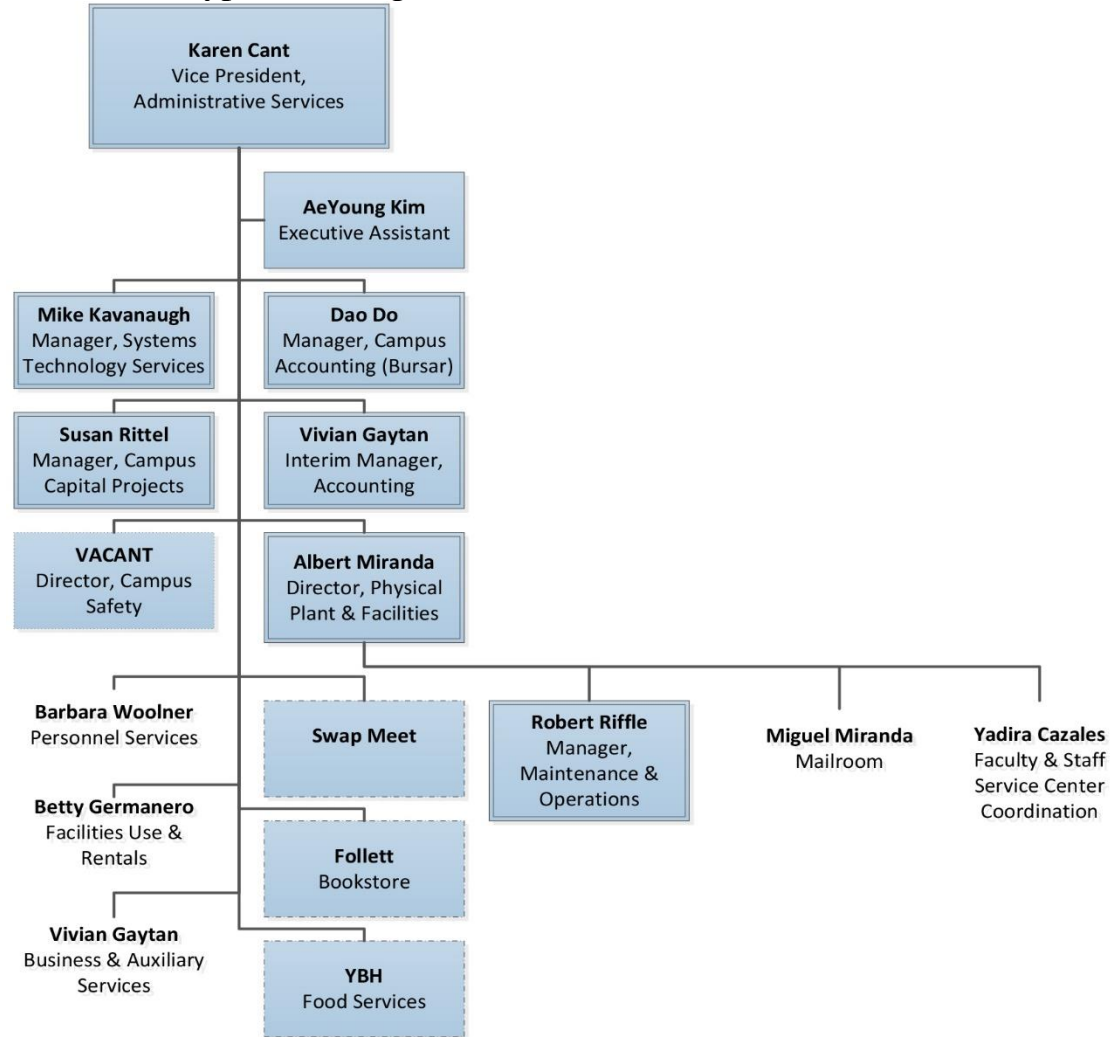 Karen Cant
Vice President,
Administrative Services
AeYoung Kim
Executive Assistant
Mike Kavanaugh
Manager, Systems
Technology Services
Dao Do
Manager, Campus
Accounting (Bursar)
Susan Rittel
Manager, Campus
Capital Projects
Vivian Gaytan
Interim Manager,
Accounting
VACANT
Director, Campus
Safety
Albert Miranda
Director, Physical
Plant & Facilities
Barbara Woolner
Personnel Services
Swap Meet
Robert Riffle
Manager,
Maintenance &
Operations
Miguel Miranda
Mailroom
Yadira Cazales
Faculty & Staff
Service Center
Coordination
Betty Germanero
Facilities Use &
Rentals
Follett
Bookstore
Vivian Gaytan
Business & Auxiliary
Services
YBH
Food Services